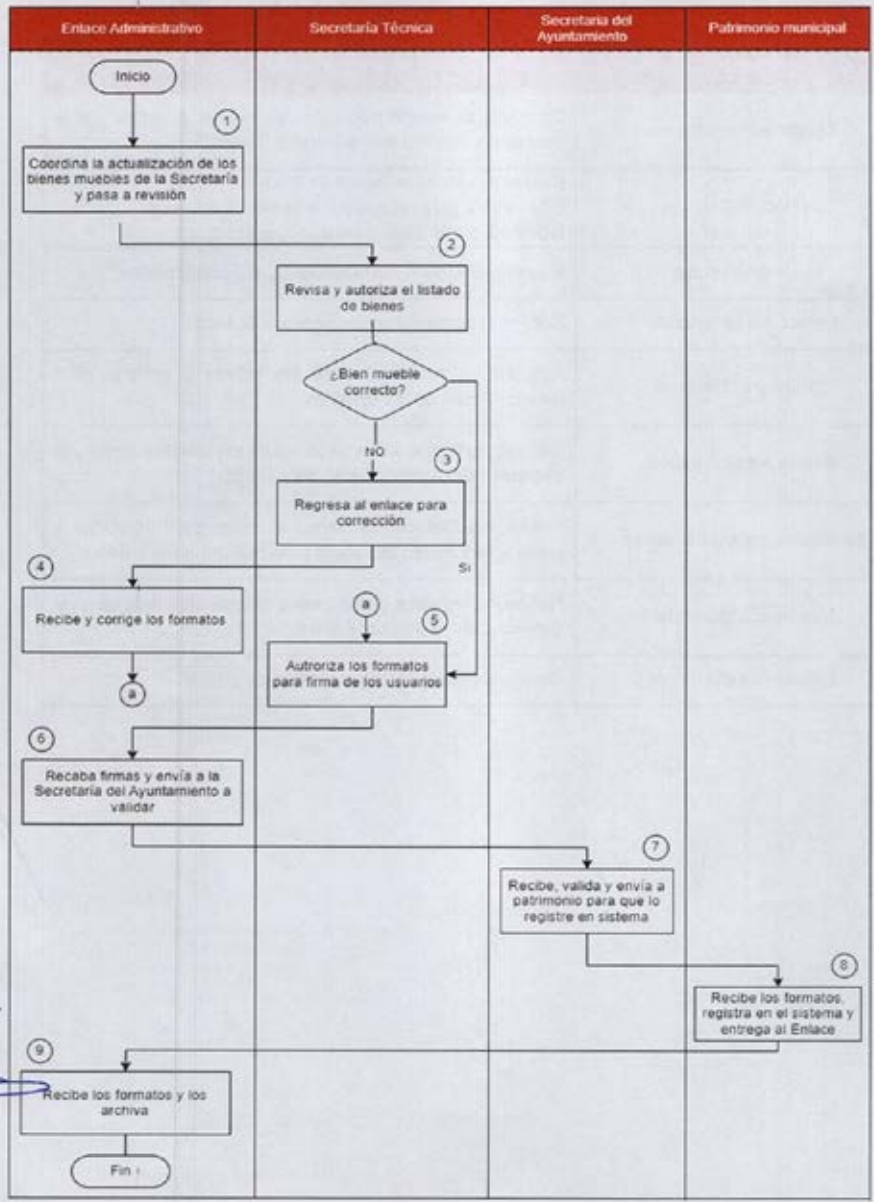 Enlace Administrativo
Secretaría Técnica
Secretaria del
Ayuntamiento
Patrimonio municipal
Inicio
1
Coordina la actualización de los
bienes muebles de la Secretaría
y pasa a revisión
2
Revisa y autoriza el listado
de bienes
¿Bien mueble
correcto?
NO
3
Regresa al enlace para
corrección
Si
4
Recibe y corrige los formatos
a
a
5
Autroriza los formatos
para firma de los usuarios
6
Recaba firmas y envía a la
Secretaría del Ayuntamiento a
validar
7
Recibe, valida y envía a
patrimonio para que lo
registre en sistema
8
Recibe los formatos,
registra en el sistema y
entrega al Enlace
9
Recibe los formatos y los
archiva
Fin